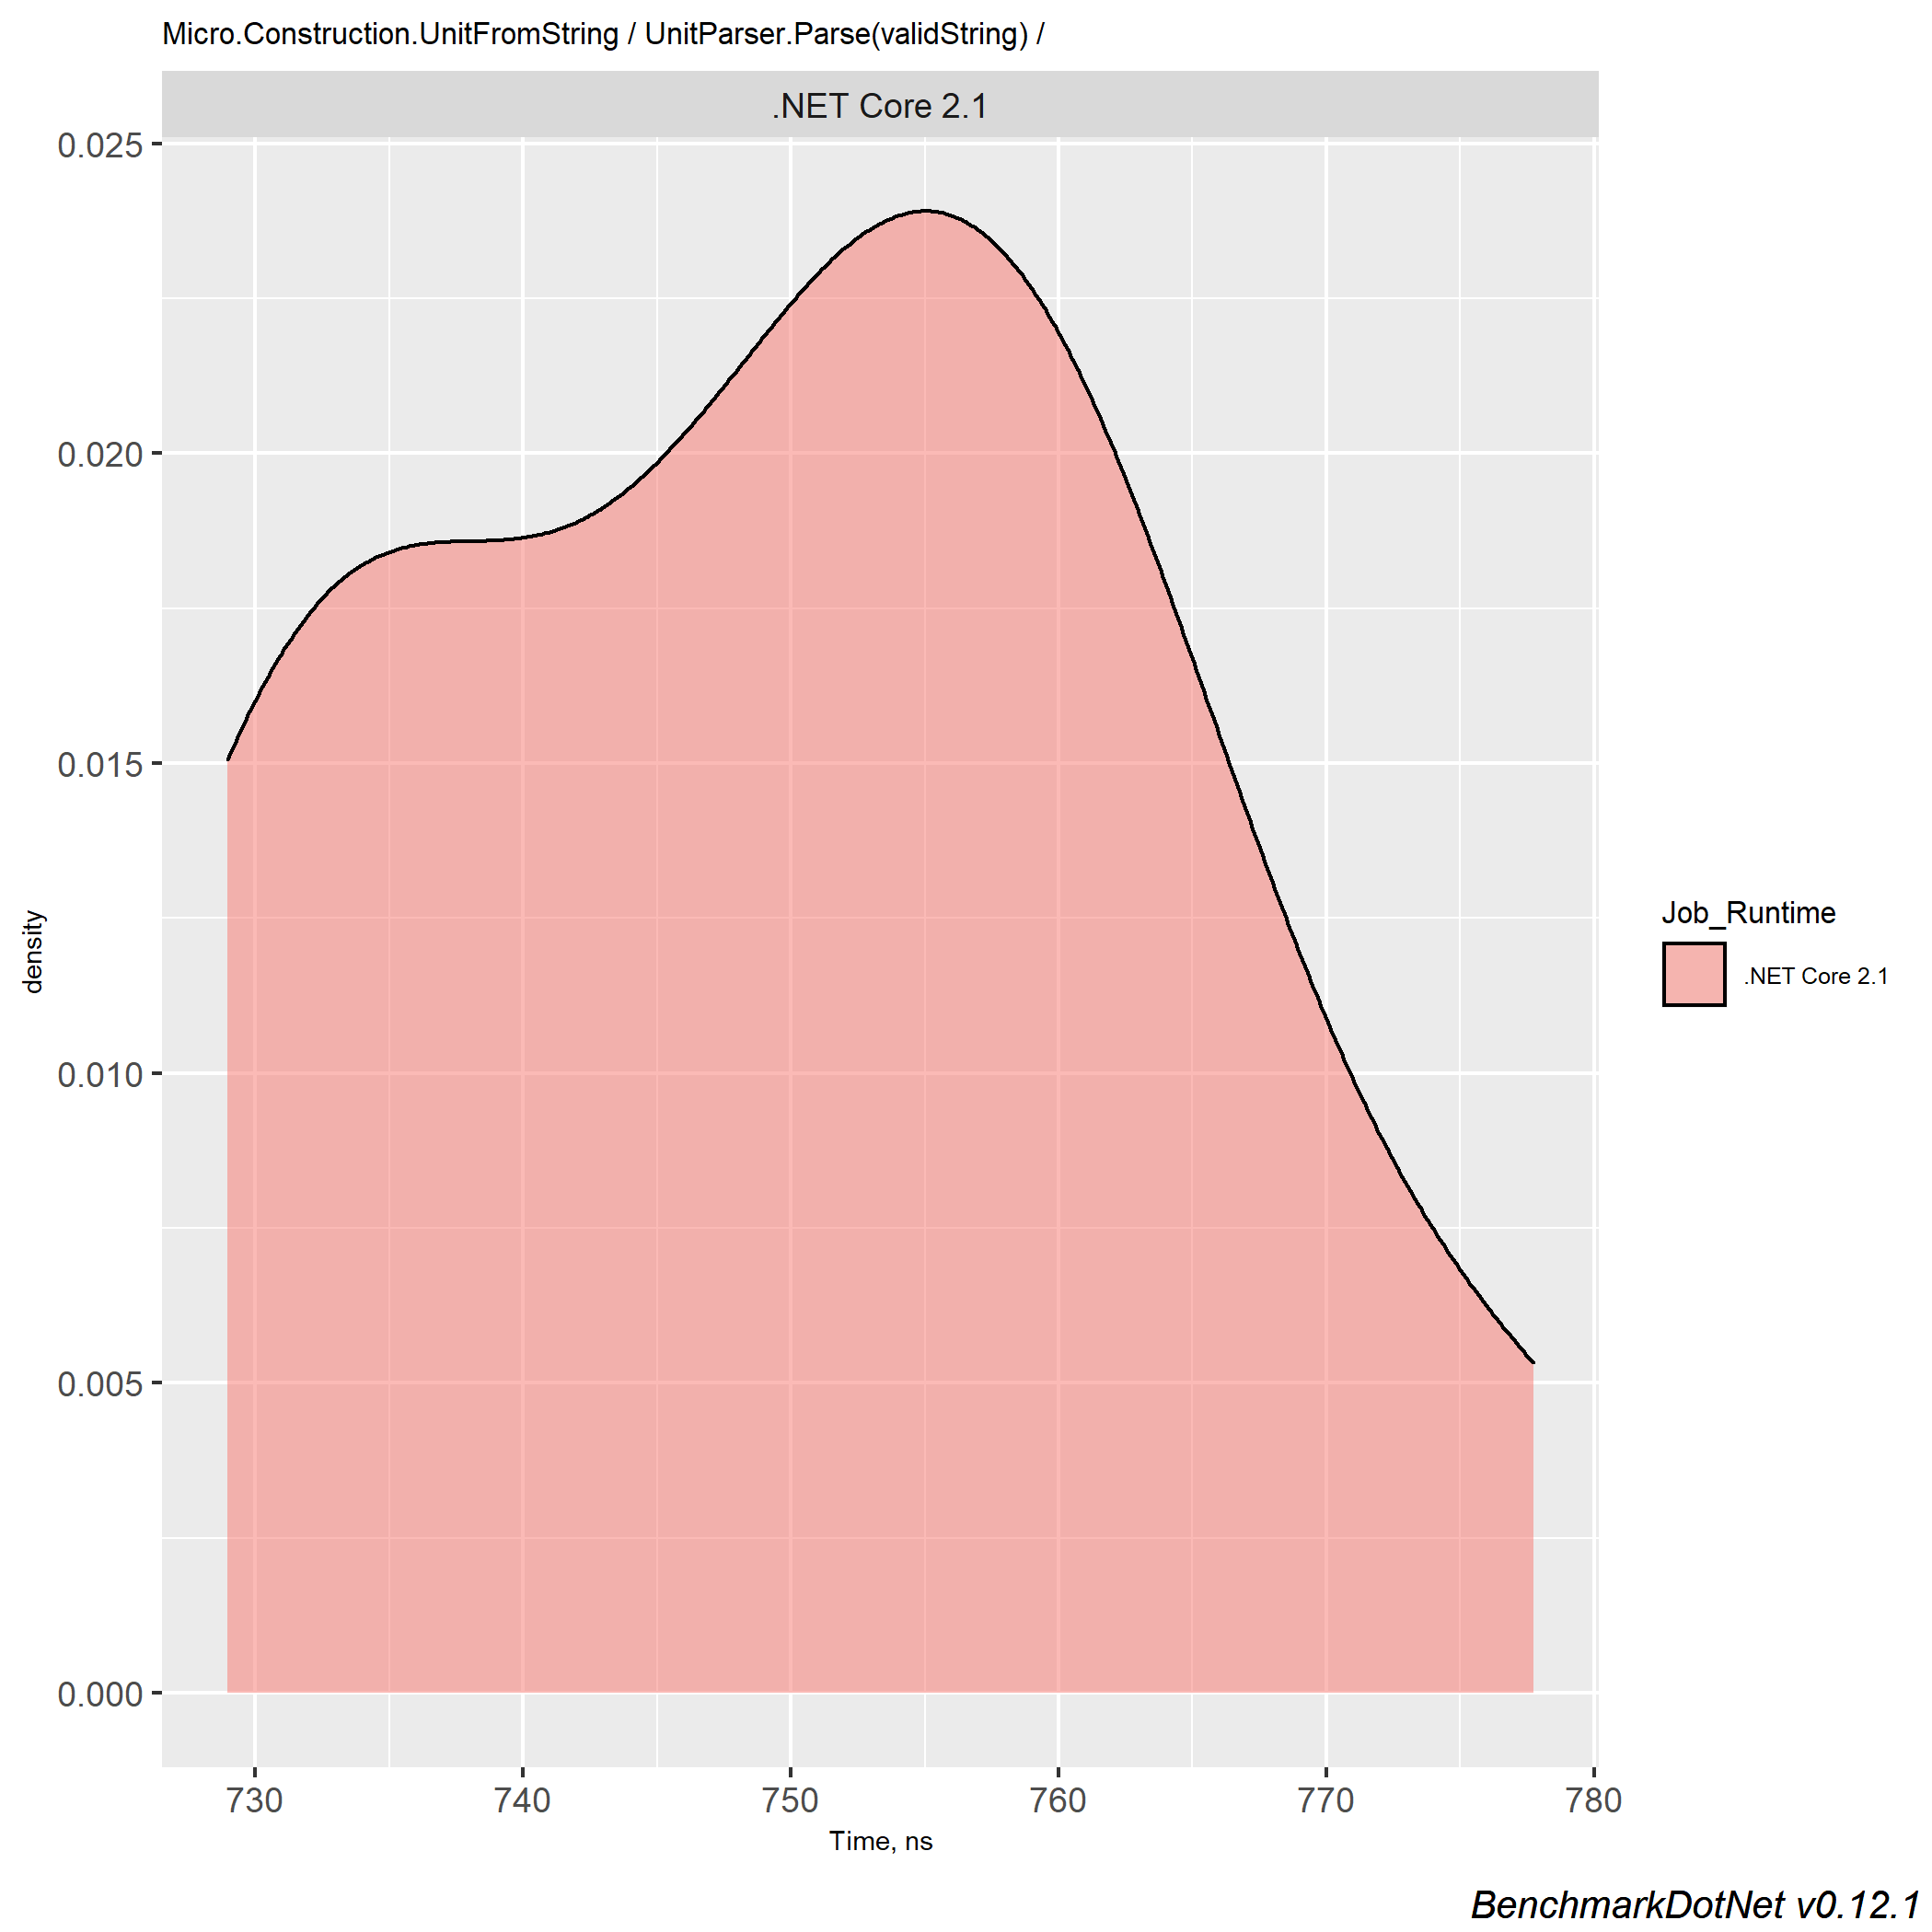 Micro.Construction.UnitFromString / UnitParser.Parse(validString) /
.NET Core 2.1
0.025
0.020
0.015
0.010
0.005
0.000
density
730 740 750 760 770 780
Time, ns
Job_Runtime
.NET Core 2.1
BenchmarkDotNet v0.12.1